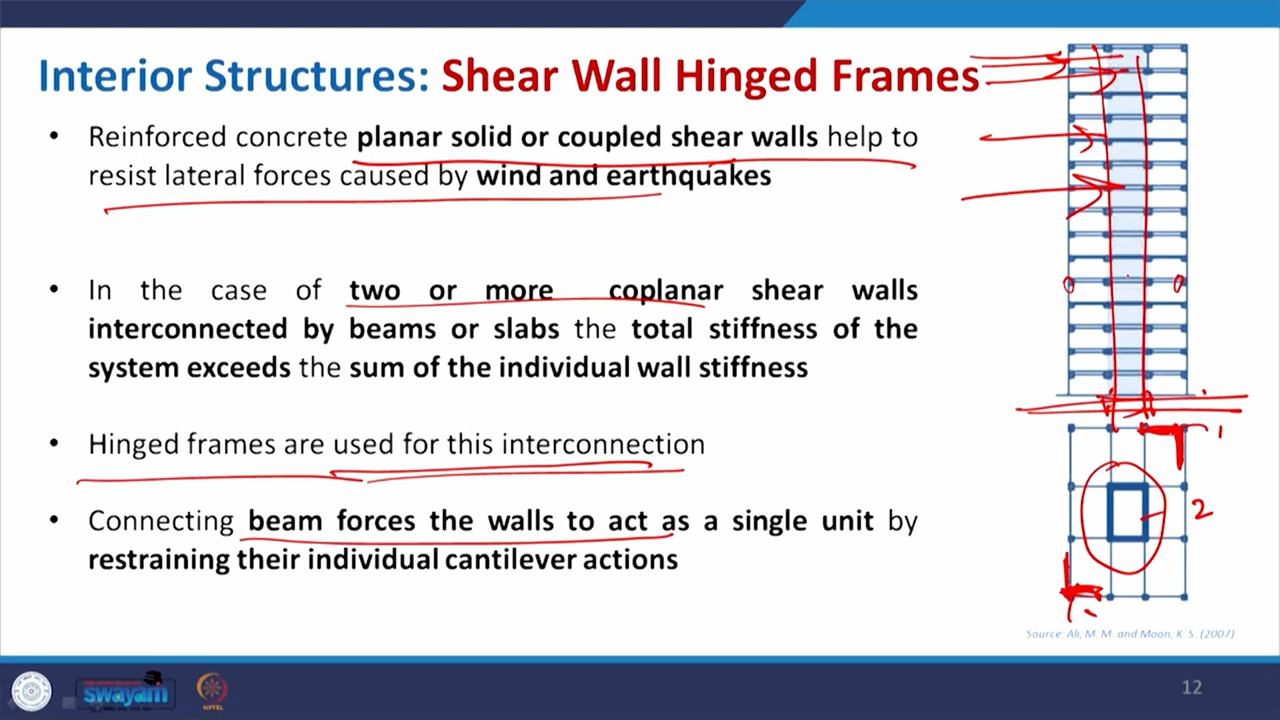 Interior Structures: Shear Wall Hinged Frames
• Reinforced concrete planar solid or coupled shear walls help to
resist lateral forces caused by wind and earthquakes
• In the case of two or more coplanar shear walls
interconnected by beams or slabs the total stiffness of the
system exceeds the sum of the individual wall stiffness
• Hinged frames are used for this interconnection
• Connecting beam forces the walls to act as a single unit by
restraining their individual cantilever actions
2
Source: Ali, M. M. and Moon, K. S. (2007)
swayam
NPTEL
12